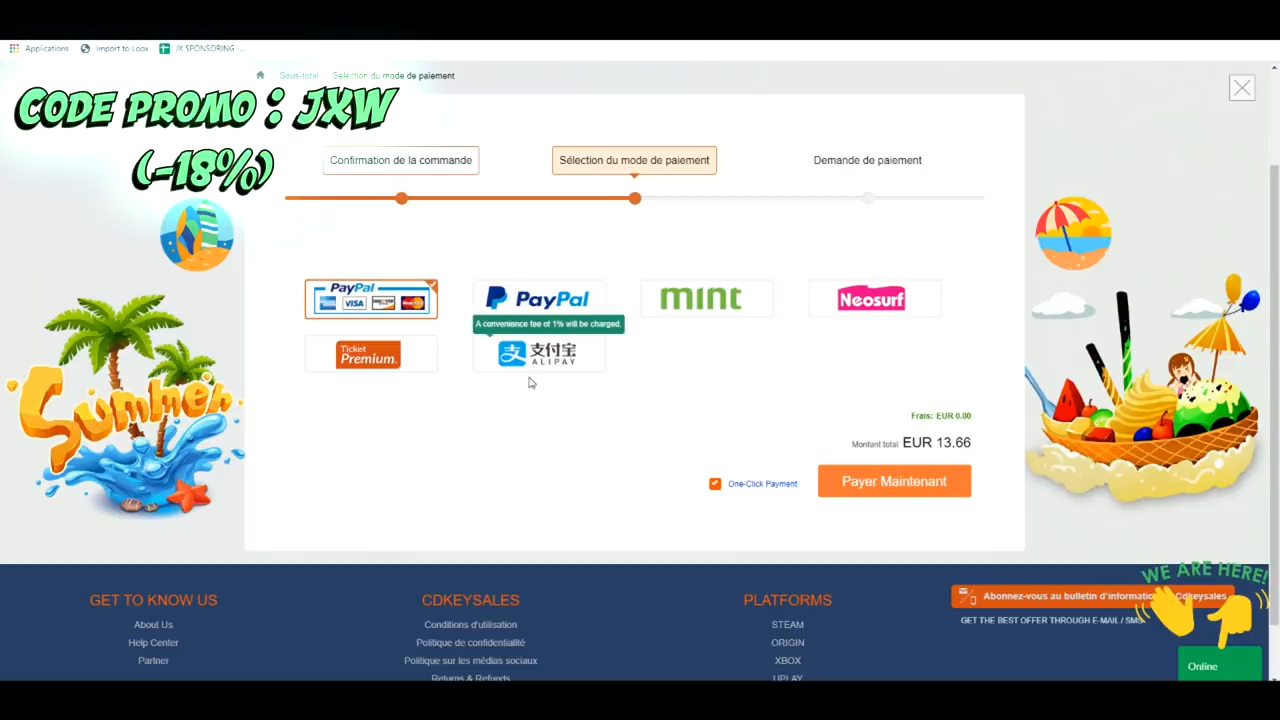 Applications
Import to Loox
JX SPONSORING - ...
Sous-total
Sélection du mode de paiement
CODE PROMO : JXW
(-18%)
Confirmation de la commande
Sélection du mode de paiement
Demande de paiement
PayPal
VISA
PayPal
mint
Neosurf
A convenience fee of 1% will be charged.
Ticket
Premium
支 支付宝
ALIPAY
Frais: EUR 0.00
Montant total EUR 13.66
One-Click Payment
Payer Maintenant
Summer
WE ARE HERE!
GET TO KNOW US
CDKEYSALES
PLATFORMS
Abonnez-vous au bulletin d'informatio Cdkeysales
About Us
Conditions d'utilisation
STEAM
GET THE BEST OFFER THROUGH E-MAIL / SMS
Help Center
Politique de confidentialité
ORIGIN
Partner
Politique sur les médias sociaux
XBOX
Online
Returns & Refunds
UPLAY